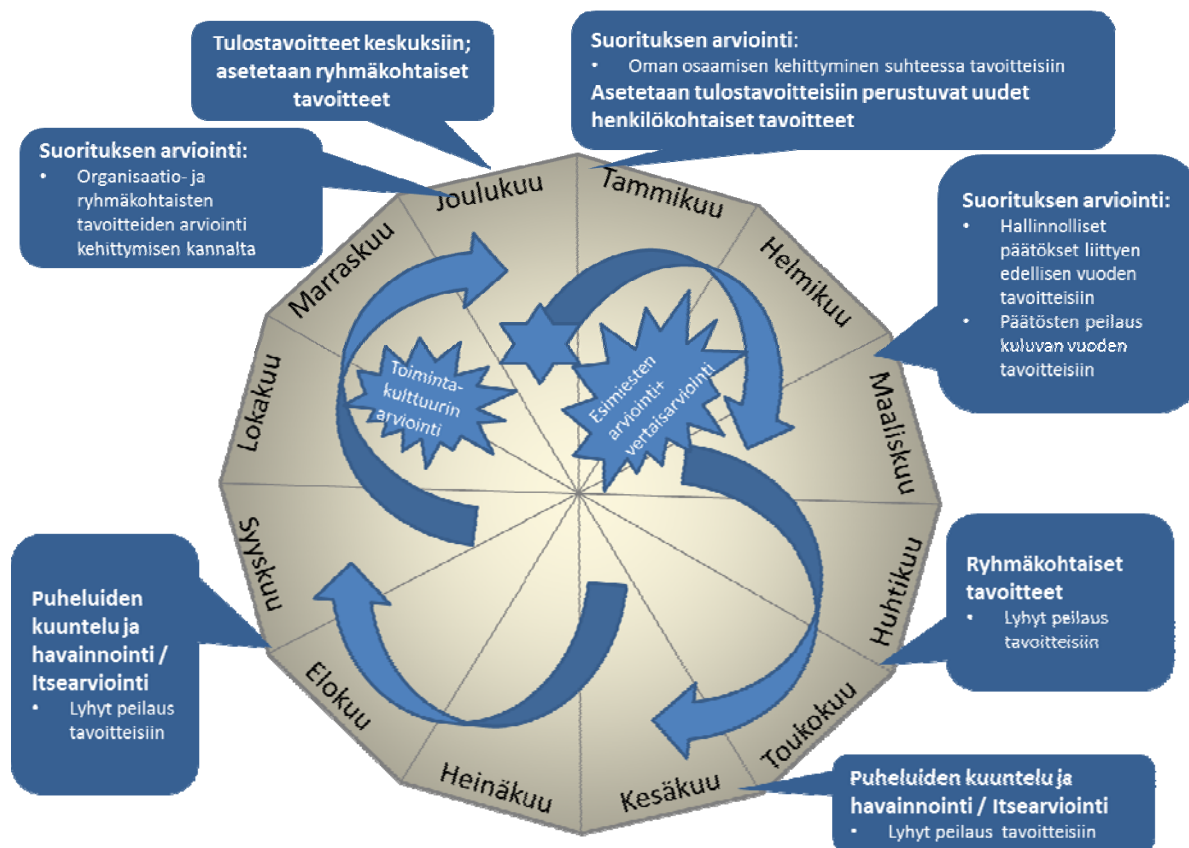 Tulostavoitteet keskuksiin;
asetetaan ryhmäkohtaiset
tavoitteet
Suorituksen arviointi:
• Oman osaamisen kehittyminen suhteessa tavoitteisiin
Asetetaan tulostavoitteisiin perustuvat uudet
henkilökohtaiset tavoitteet
Suorituksen arviointi:
• Organisaatio- ja
ryhmäkohtaisten
tavoitteiden arviointi
kehittymisen kannalta
Suorituksen arviointi:
• Hallinnolliset
päätökset liittyen
edellisen vuoden
tavoitteisiin
• Päätösten peilaus
kuluvan vuoden
tavoitteisiin
Joulukuu
Tammikuu
Helmikuu
Maaliskuu
Huhtikuu
Toukokuu
Kesäkuu
Heinäkuu
Elokuu
Syyskuu
Lokakuu
Marraskuu
Toiminta-
kulttuurin
arviointi
Esimiesten
arviointi+
vertaisarviointi
Ryhmäkohtaiset
tavoitteet
• Lyhyt peilaus
tavoitteisiin
Puheluiden
kuuntelu ja
havainnointi /
Itsearviointi
• Lyhyt peilaus
tavoitteisiin
Puheluiden kuuntelu ja
havainnointi / Itsearviointi
• Lyhyt peilaus tavoitteisiin